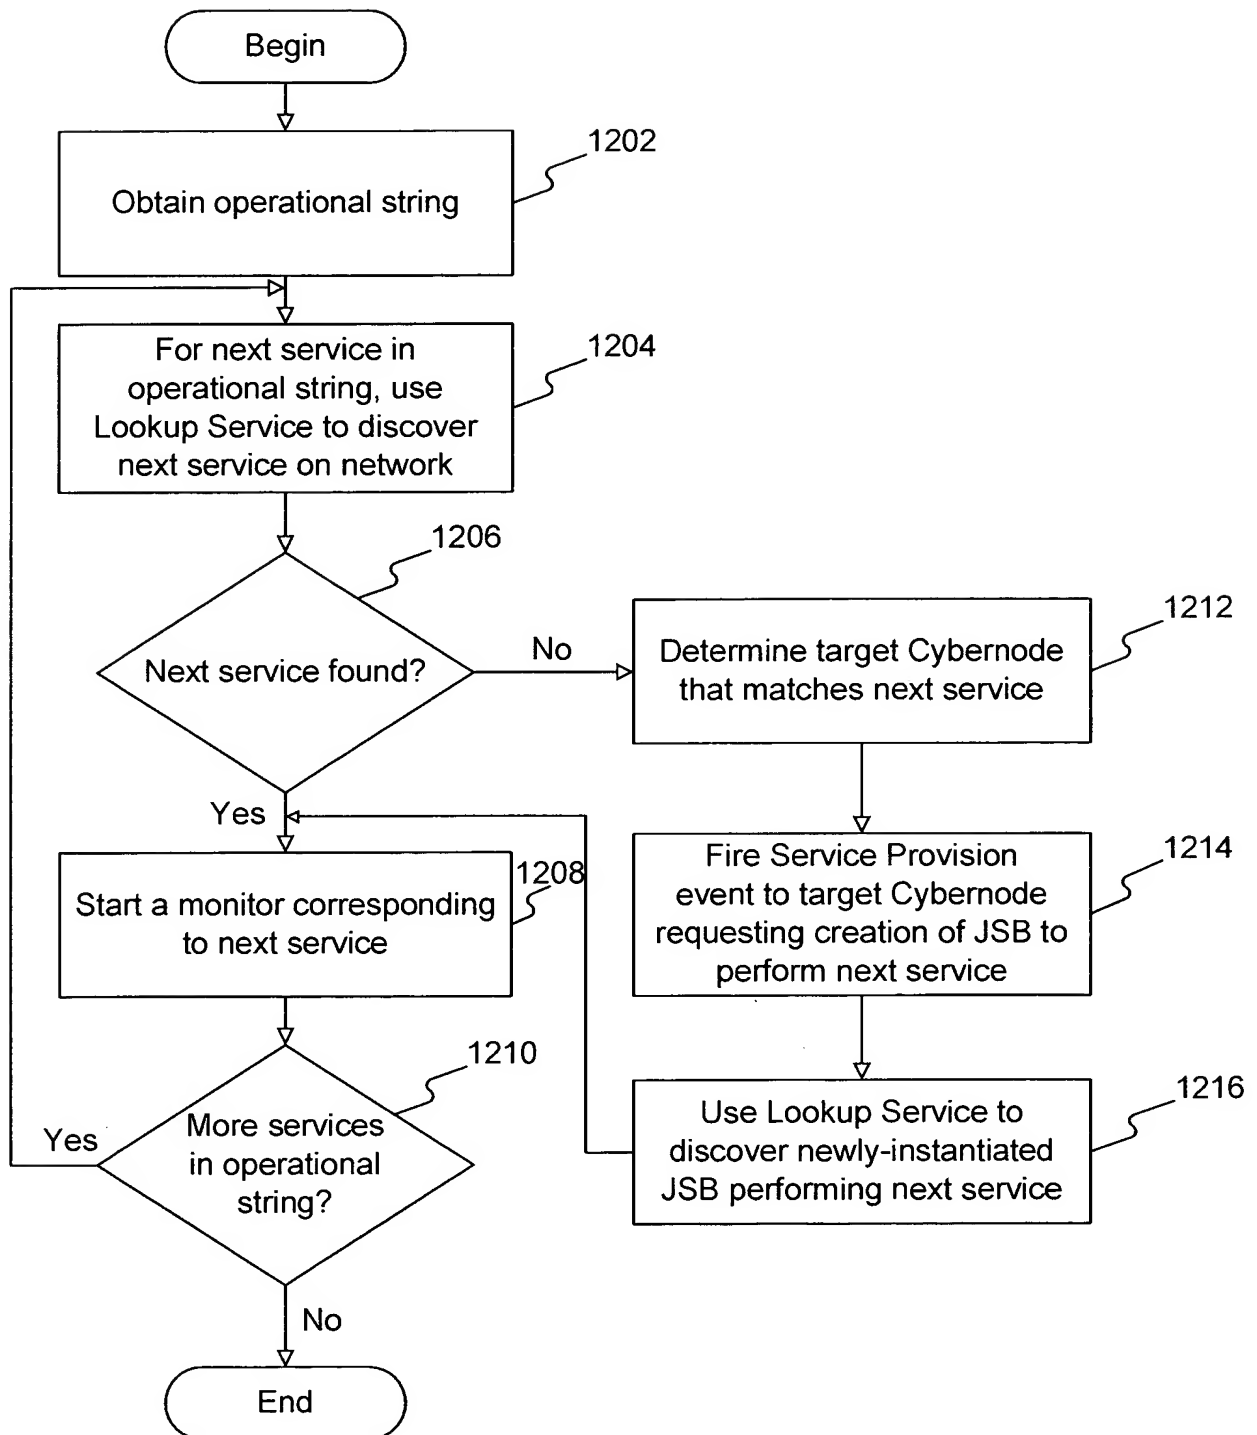 Begin
1202
Obtain operational string
1204
For next service in
operational string, use
Lookup Service to discover
next service on network
1206
Next service found?
No
1212
Determine target Cybernode
that matches next service
Yes
1214
Fire Service Provision
event to target Cybernode
requesting creation of JSB to
perform next service
1208
Start a monitor corresponding
to next service
1210
More services
in operational
string?
Yes
1216
Use Lookup Service to
discover newly-instantiated
JSB performing next service
No
End